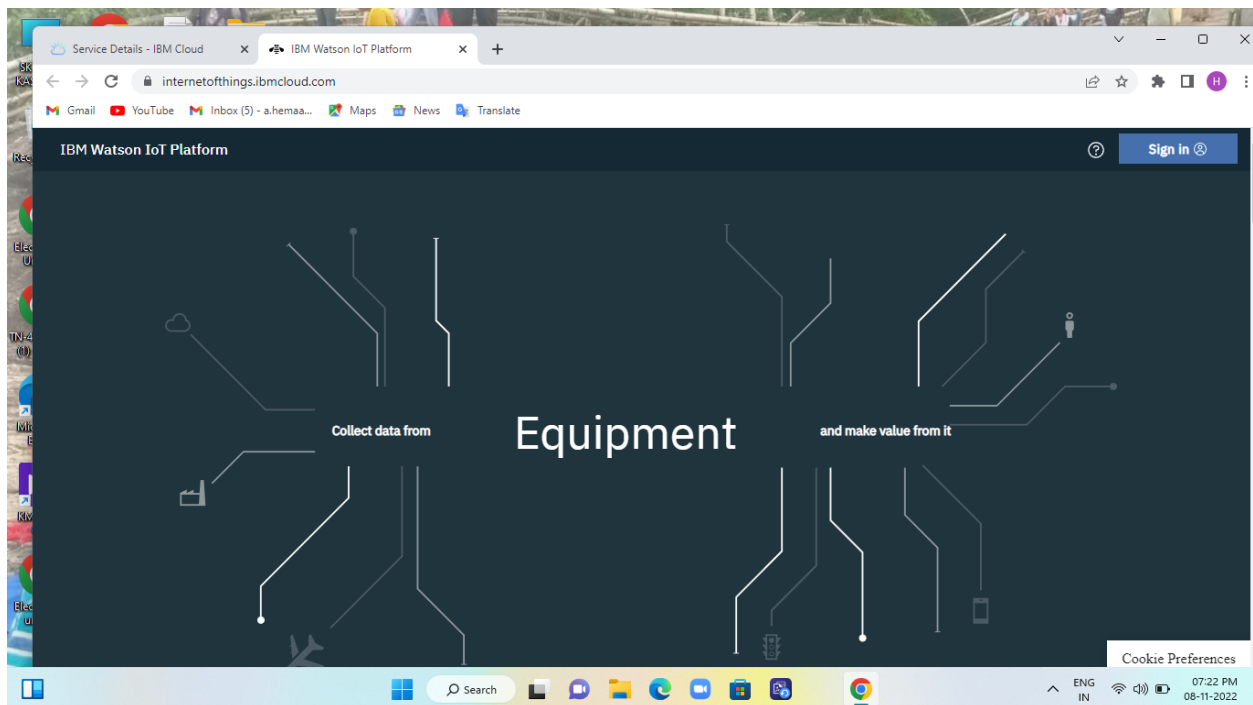 Service Details - IBM Cloud
IBM Watson IoT Platform
internetofthings.ibmcloud.com
H
Gmail YouTube Inbox (5) - a.hemaa... Maps News Translate
IBM Watson IoT Platform
Sign in
Collect data from Equipment and make value from it
Cookie Preferences
Search
ENG
IN
07:22 PM
08-11-2022